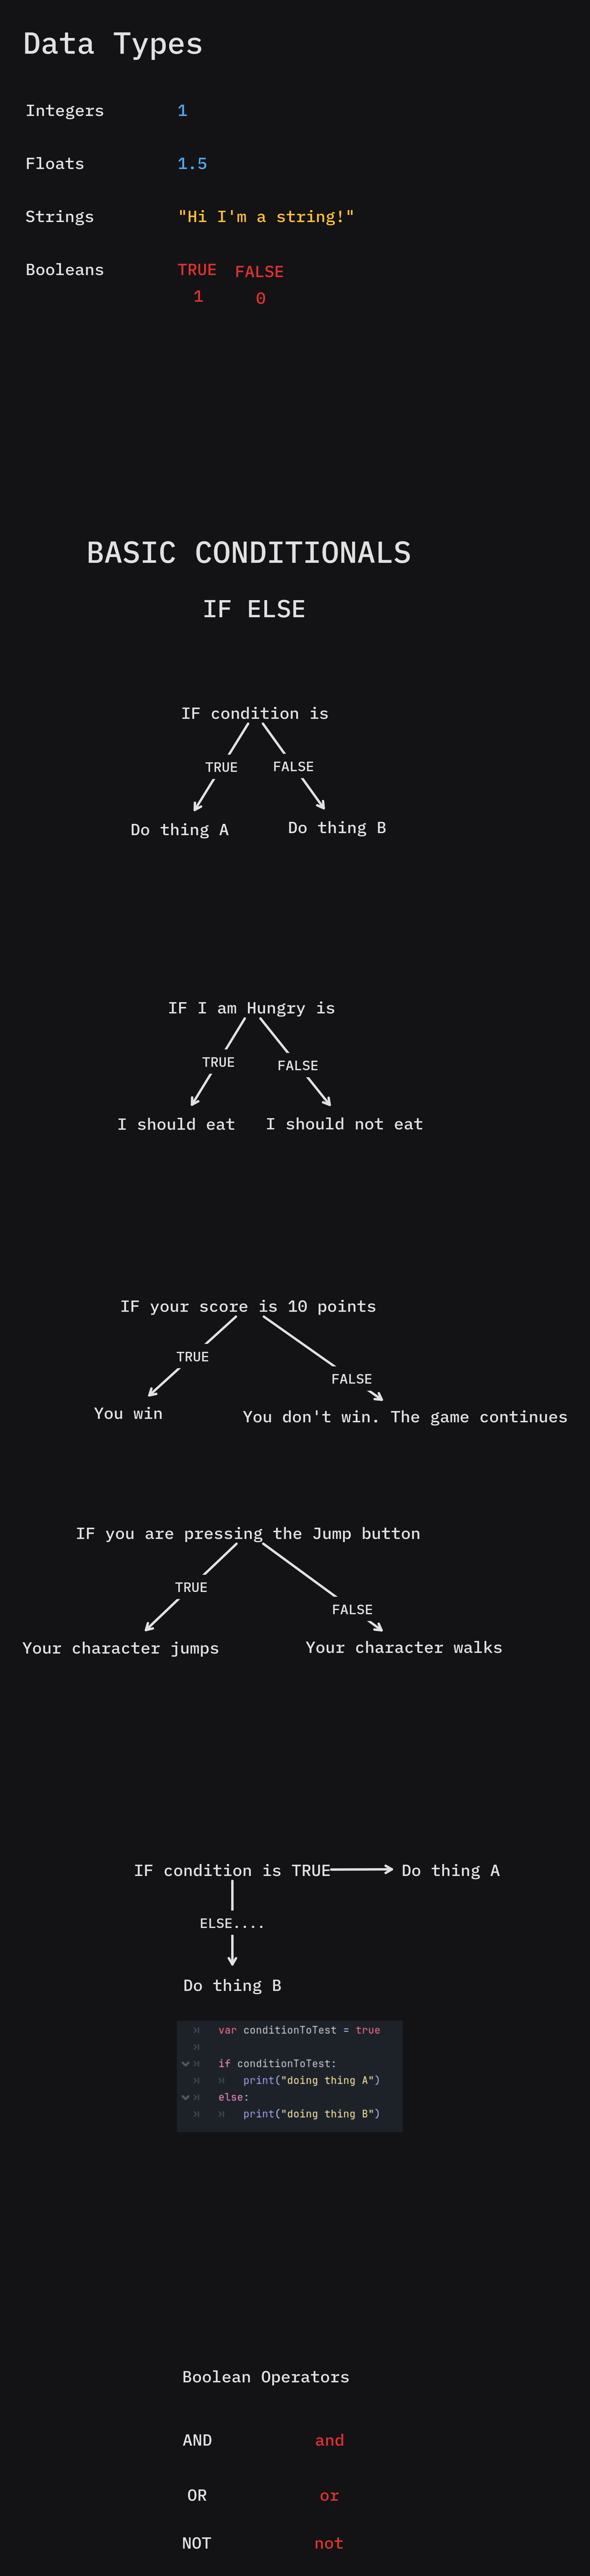 Data Types
Integers 1
Floats 1.5
Strings "Hi I'm a string!"
Booleans TRUE FALSE
1 0
BASIC CONDITIONALS
IF ELSE
IF condition is
TRUE FALSE
Do thing A Do thing B
IF I am Hungry is
TRUE FALSE
I should eat I should not eat
IF your score is 10 points
TRUE
FALSE
You win You don't win. The game continues
IF you are pressing the Jump button
TRUE
FALSE
Your character jumps Your character walks
IF condition is TRUE Do thing A
ELSE....
Do thing B
var conditionToTest = true
if conditionToTest:
print("doing thing A")
else:
print("doing thing B")
Boolean Operators
AND and
OR or
NOT not